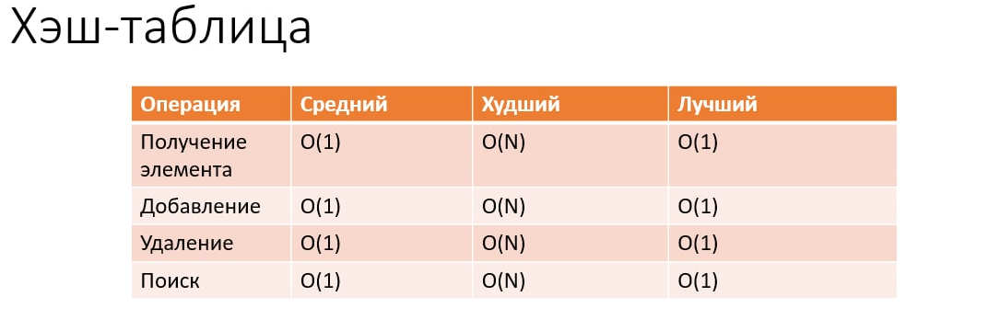 Хэш-таблица
Операция Средний Худший Лучший
Получение O(1) O(N) O(1)
элемента
Добавление O(1) O(N) O(1)
Удаление O(1) O(N) O(1)
Поиск O(1) O(N) O(1)